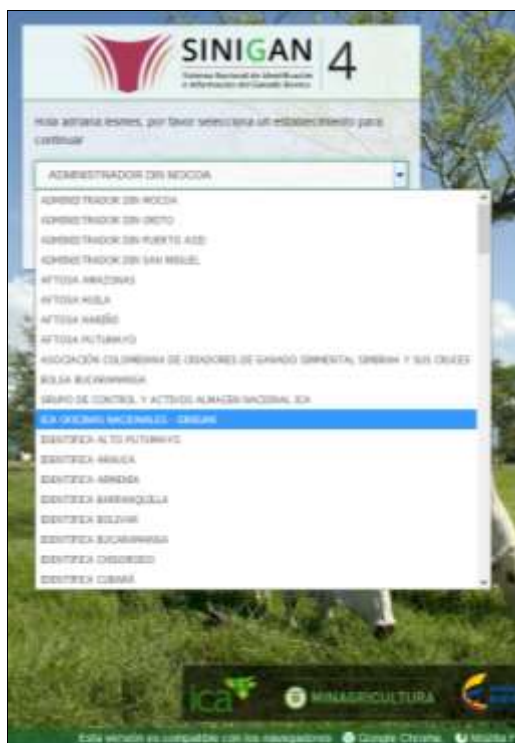 SINIGAN 4
Sistema Nacional de Identificación
e Información del Ganado Bovino
Hola adriana lesmes, por favor selecciona un establecimiento para
continuar
ADMINISTRADOR DIN MOCOA
ADMINISTRADOR DIN MOCOA
ADMINISTRADOR DIN ORITO
ADMINISTRADOR DIN PUERTO ASIS
ADMINISTRADOR DIN SAN MIGUEL
AFTOSA AMAZONAS
AFTOSA HUILA
AFTOSA NARIÑO
AFTOSA PUTUMAYO
ASOCIACIÓN COLOMBIANA DE CRIADORES DE GANADO SIMMENTAL SIMBRAH Y SUS CRUCES
BOLSA BUCARAMANGA
GRUPO DE CONTROL Y ACTIVOS ALMACEN NACIONAL ICA
ICA OFICINAS NACIONALES -
IDENTIFICA ALTO PUTUMAYO
IDENTIFICA ARAUCA
IDENTIFICA ARMENIA
IDENTIFICA BARRANQUILLA
IDENTIFICA BOLIVAR
IDENTIFICA BUCARAMANGA
IDENTIFICA CHIGORODO
IDENTIFICA CUBARÁ
ica MINAGRICULTURA
Esta versión es compatible con los navegadores Google Chrome, Mozilla F